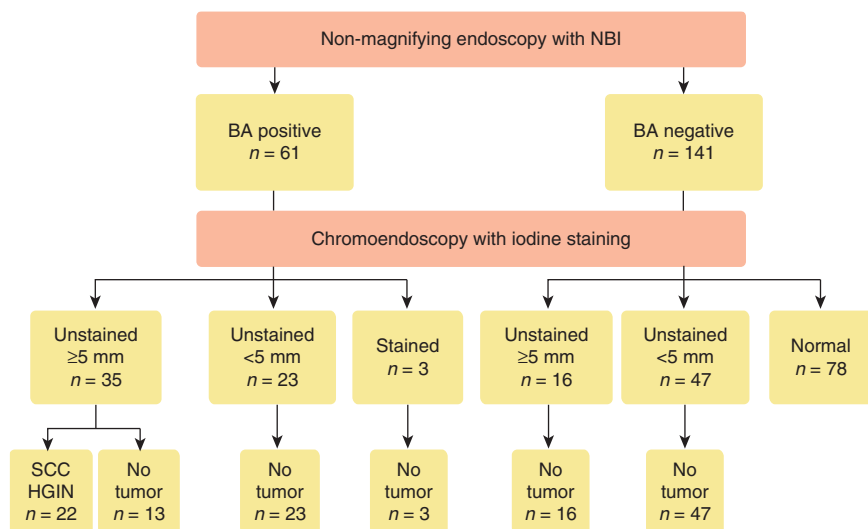 Non-magnifying endoscopy with NBI
BA positive
n = 61
BA negative
n = 141
Chromoendoscopy with iodine staining
Unstained
≥5 mm
n = 35
Unstained
<5 mm
n = 23
Stained
n = 3
Unstained
≥5 mm
n = 16
Unstained
<5 mm
n = 47
Normal
n = 78
SCC
HGIN
n = 22
No
tumor
n = 13
No
tumor
n = 23
No
tumor
n = 3
No
tumor
n = 16
No
tumor
n = 47